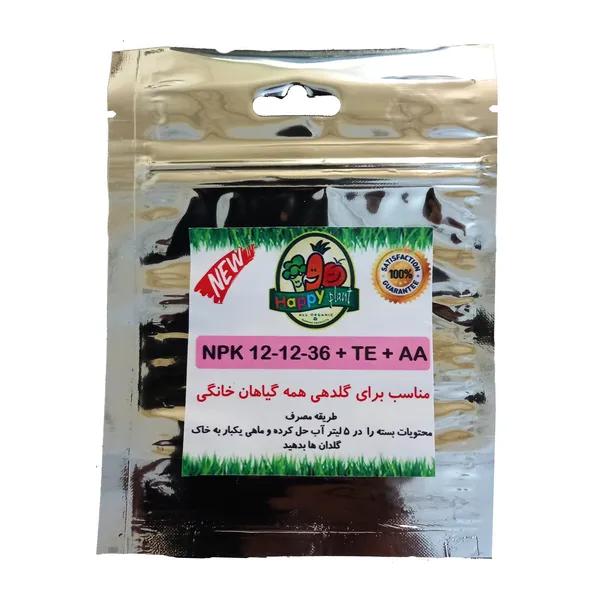 NEW
Happy plant
ALL ORGANIC
SATISFACTION
100%
GUARANTEE
NPK 12-12-36 + TE + AA
مناسب برای گلدهی همه گیاهان خانگی
طریقه مصرف
محتویات بسته را در ۵ لیتر آب حل کرده و ماهی یکبار به خاک
گلدان ها بدهید